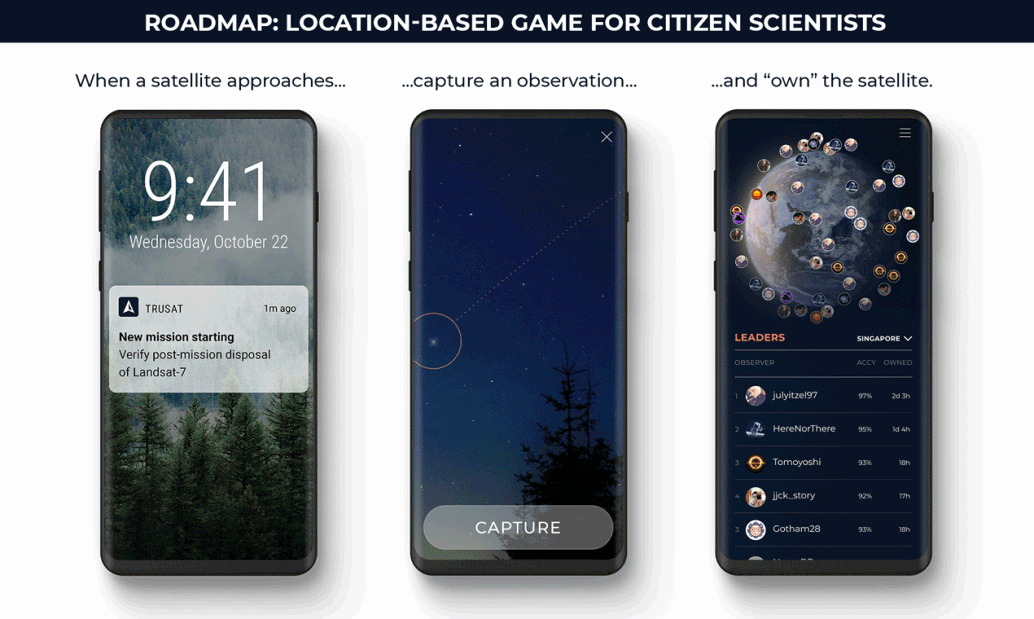 ROADMAP: LOCATION-BASED GAME FOR CITIZEN SCIENTISTS
When a satellite approaches...
...capture an observation...
...and “own” the satellite.
9:41
Wednesday, October 22
TRUSAT
1m ago
New mission starting
Verify post-mission disposal
of Landsat-7
CAPTURE
LEADERS
SINGAPORE
OBSERVER ACCY OWNED
1 julyitzel97 97% 2d 3h
2 HereNorThere 95% 1d 4h
3 Tomoyoshi 93% 18h
4 jjck_story 92% 17h
3 Gotham28 93% 18h